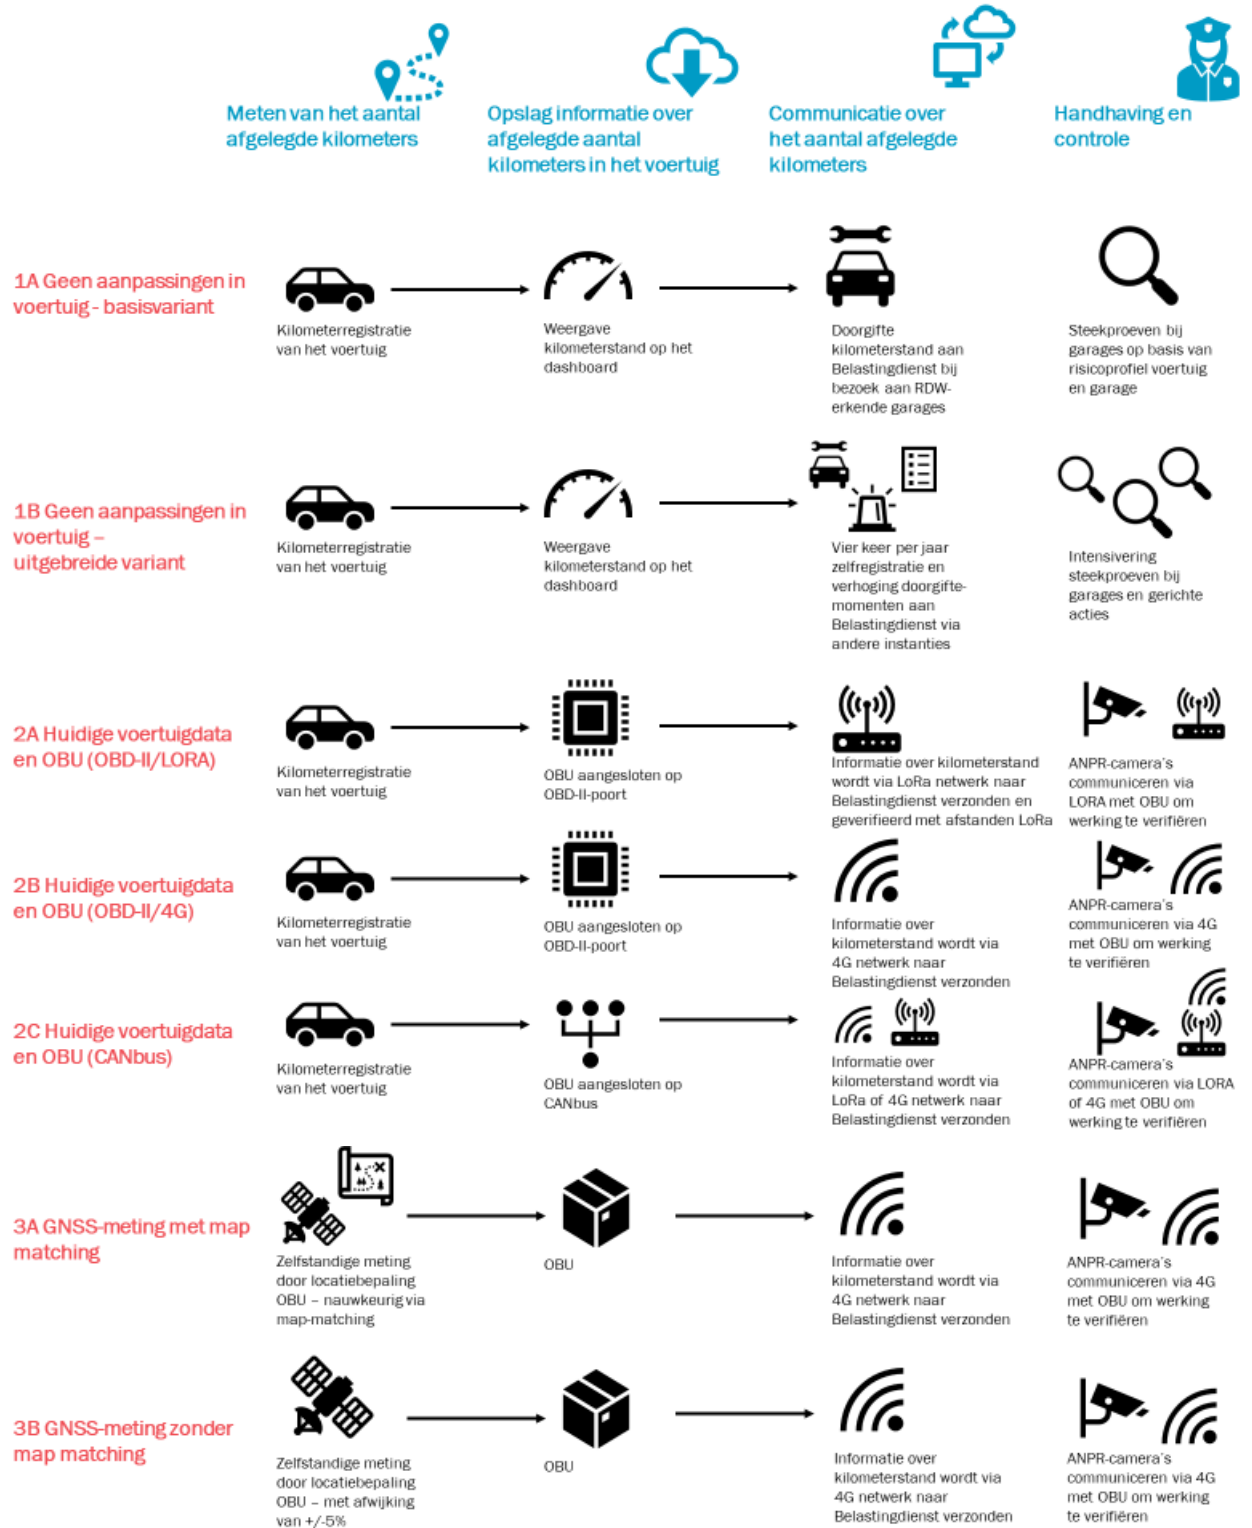 Meten van het aantal
afgelegde kilometers
Opslag informatie over
afgelegde aantal
kilometers in het voertuig
Communicatie over
het aantal afgelegde
kilometers
Handhaving en
controle
1A Geen aanpassingen in
voertuig - basisvariant
Kilometerregistratie
van het voertuig
Weergave
kilometerstand op het
dashboard
Doorgifte
kilometerstand aan
Belastingdienst bij
bezoek aan RDW-
erkende garages
Steekproeven bij
garages op basis van
risicoprofiel voertuig
en garage
1B Geen aanpassingen in
voertuig –
uitgebreide variant
Kilometerregistratie
van het voertuig
Weergave
kilometerstand op het
dashboard
Vier keer per jaar
zelfregistratie en
verhoging doorgifte-
momenten aan
Belastingdienst via
andere instanties
Intensivering
steekproeven bij
garages en gerichte
acties
2A Huidige voertuigdata
en OBU (OBD-II/LORA)
Kilometerregistratie
van het voertuig
OBU aangesloten op
OBD-II-poort
Informatie over kilometerstand
wordt via LoRa netwerk naar
Belastingdienst verzonden en
geverifieerd met afstanden LoRa
ANPR-camera's
communiceren via
LORA met OBU om
werking te verifiëren
2B Huidige voertuigdata
en OBU (OBD-II/4G)
Kilometerregistratie
van het voertuig
OBU aangesloten op
OBD-II-poort
Informatie over
kilometerstand wordt via
4G netwerk naar
Belastingdienst verzonden
ANPR-camera's
communiceren via 4G
met OBU om werking
te verifiëren
2C Huidige voertuigdata
en OBU (CANbus)
Kilometerregistratie
van het voertuig
OBU aangesloten op
CANbus
Informatie over
kilometerstand wordt via
LoRa of 4G netwerk naar
Belastingdienst verzonden
ANPR-camera's
communiceren via LORA
of 4G met OBU om
werking te verifiëren
3A GNSS-meting met map
matching
Zelfstandige meting
door locatiebepaling
OBU – nauwkeurig via
map-matching
OBU
Informatie over
kilometerstand wordt via
4G netwerk naar
Belastingdienst verzonden
ANPR-camera's
communiceren via 4G
met OBU om werking
te verifiëren
3B GNSS-meting zonder
map matching
Zelfstandige meting
door locatiebepaling
OBU – met afwijking
van +/-5%
OBU
Informatie over
kilometerstand wordt via
4G netwerk naar
Belastingdienst verzonden
ANPR-camera's
communiceren via 4G
met OBU om werking
te verifiëren